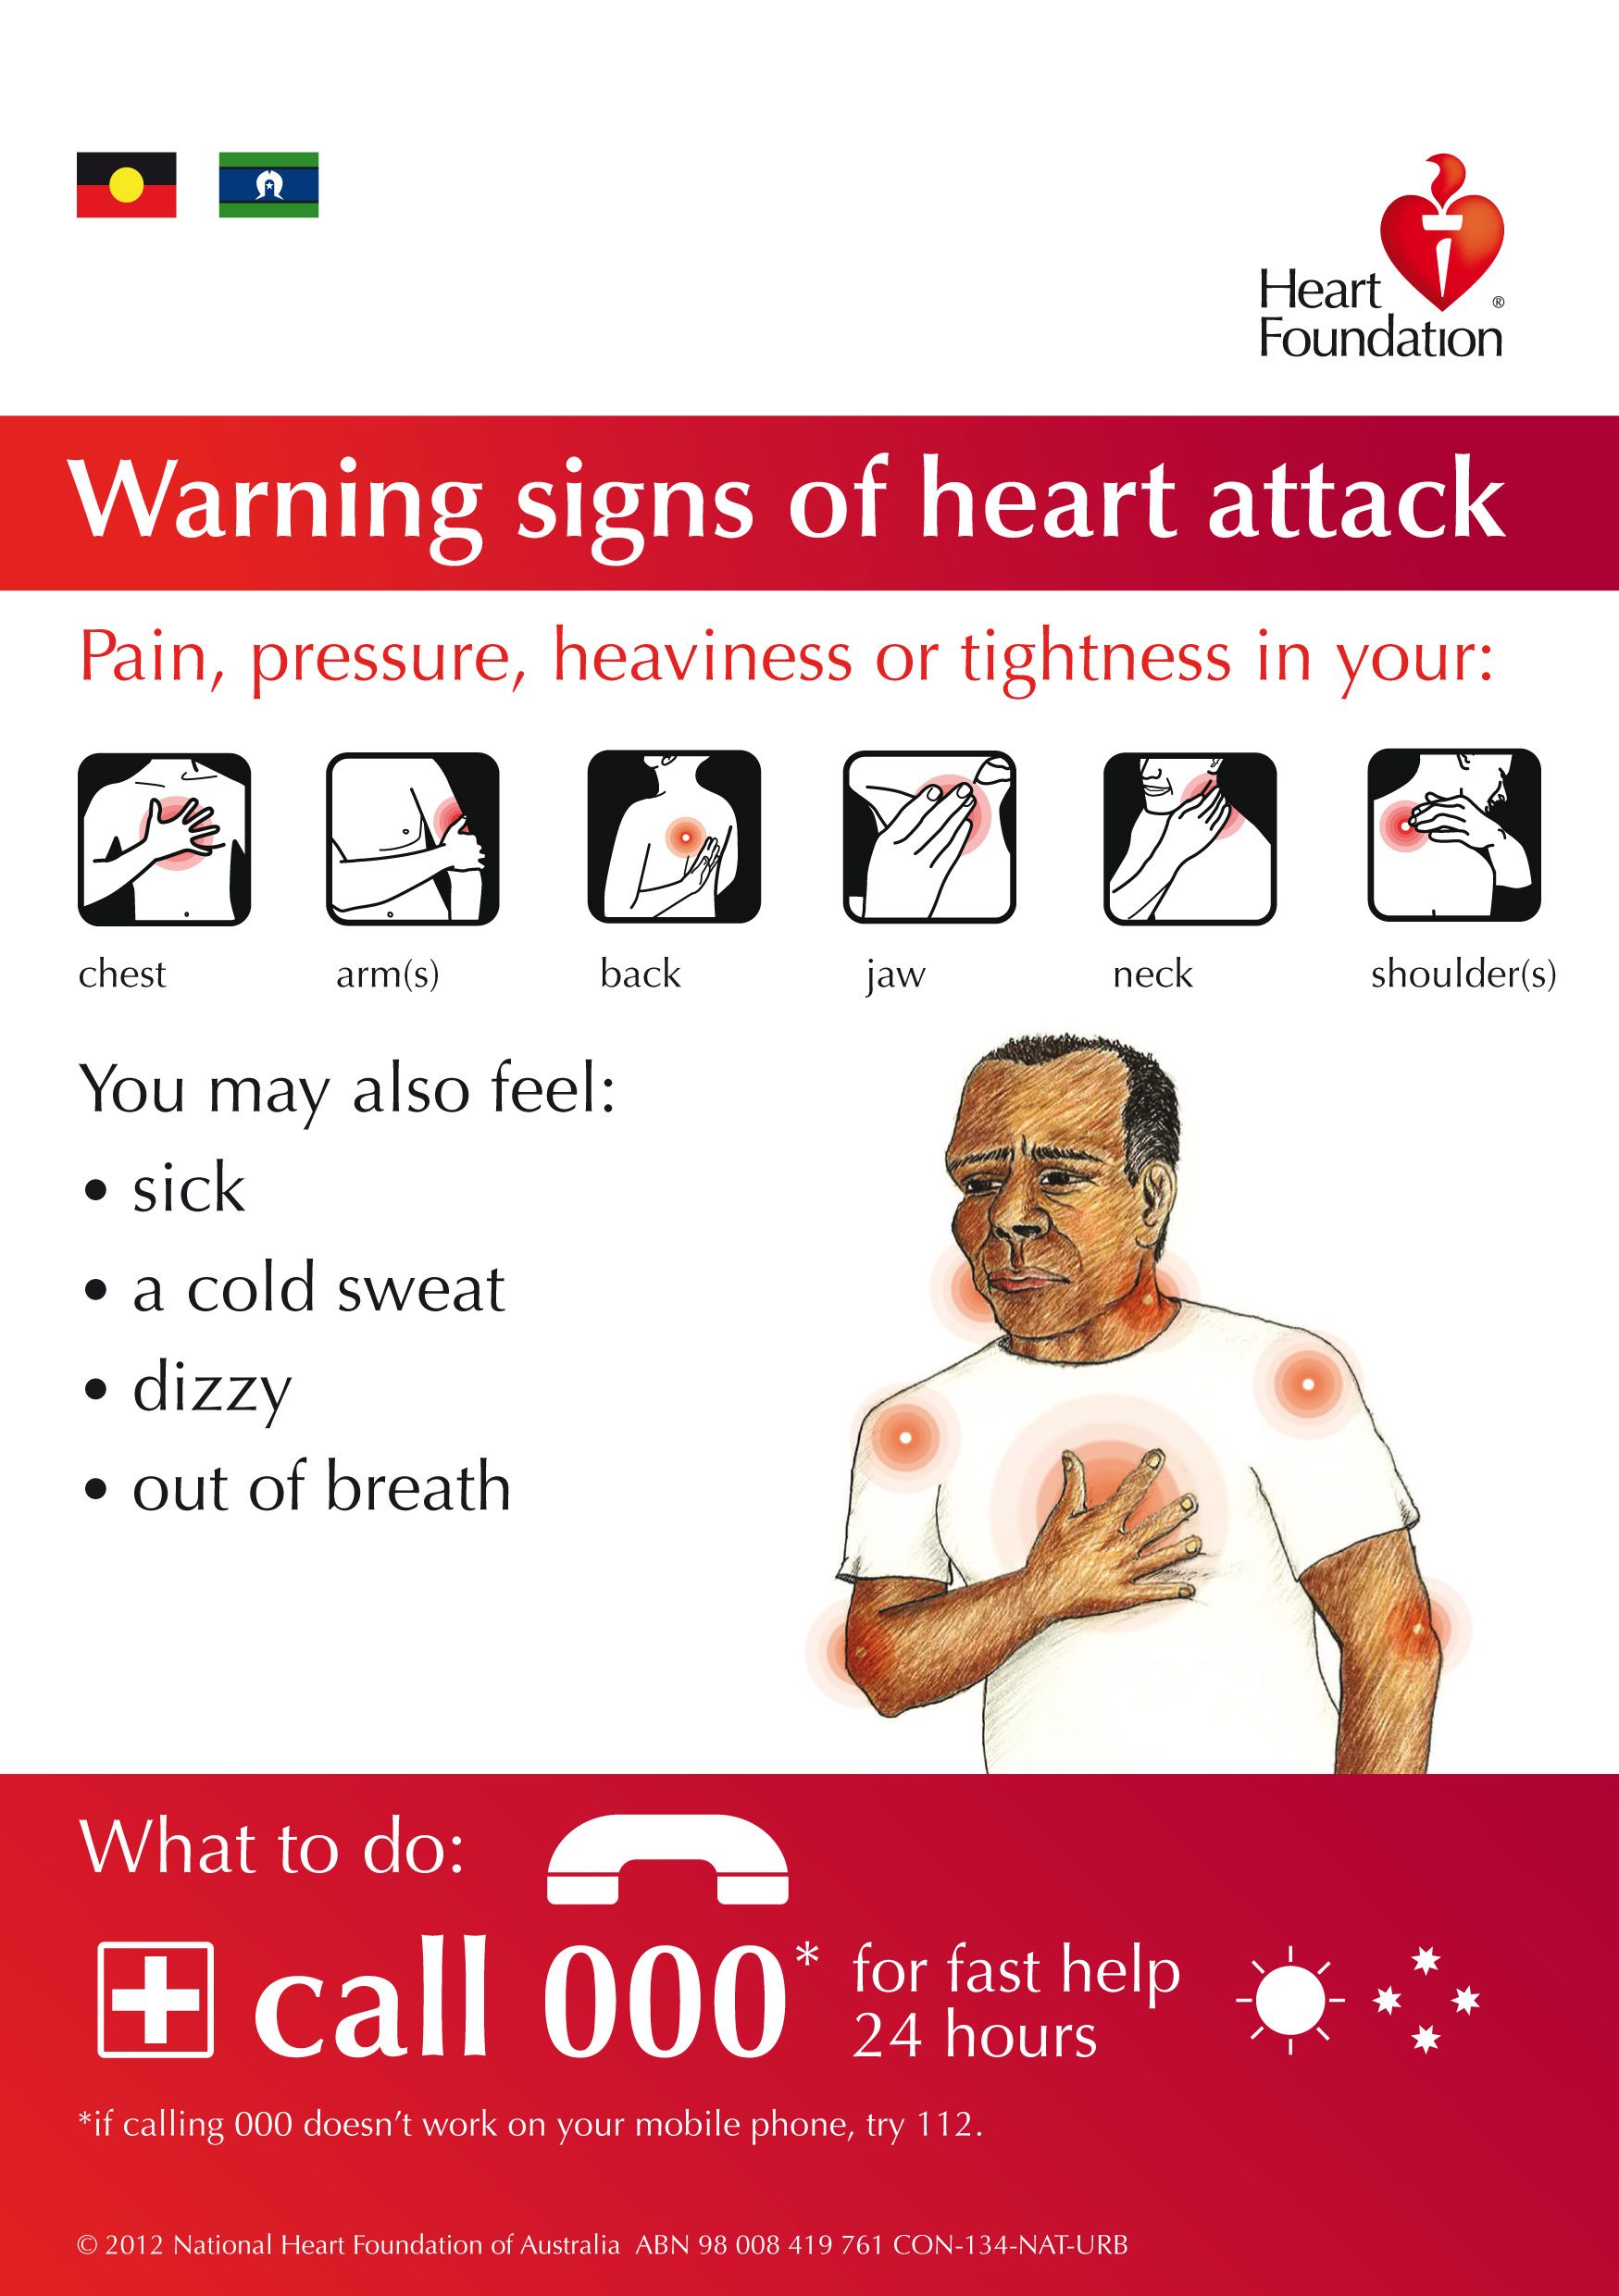 Heart
Foundation
®
Warning signs of heart attack
Pain, pressure, heaviness or tightness in your:
chest
arm(s)
back
jaw
neck
shoulder(s)
You may also feel:
• sick
• a cold sweat
• dizzy
• out of breath
What to do:
call 000*
for fast help
24 hours
*if calling 000 doesn’t work on your mobile phone, try 112.
© 2012 National Heart Foundation of Australia ABN 98 008 419 761 CON-134-NAT-URB